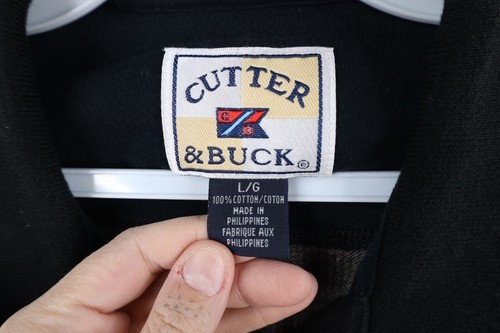 CUTTER
C
B
& BUCK®
L/G
100% COTTON/COTON
MADE IN
PHILIPPINES
FABRIQUE AUX
PHILIPPINES